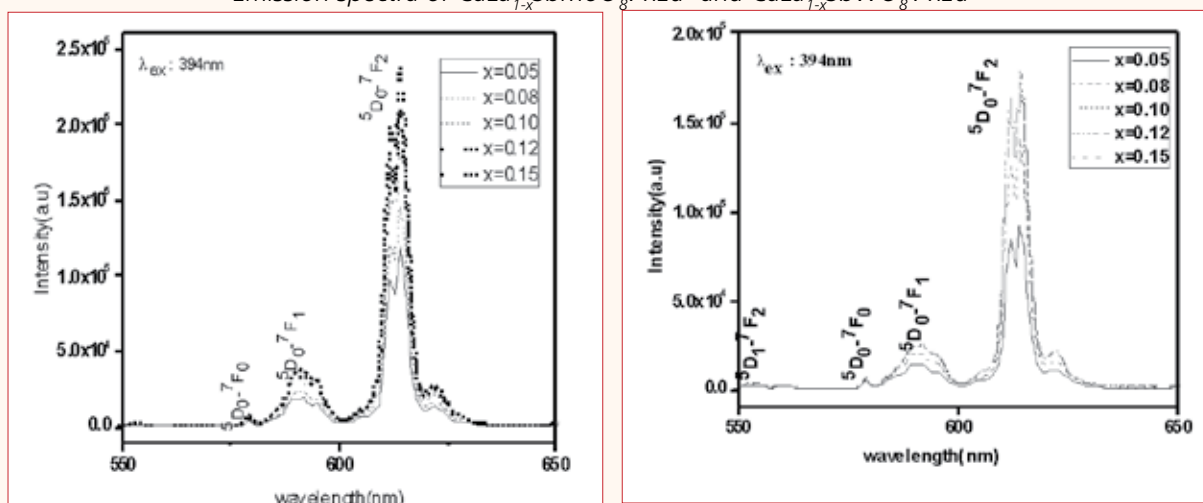 λex : 394nm
x=0.05
x=0.08
x=0.10
x=0.12
x=0.15
2.5x10⁵
2.0x10⁵
1.5x10⁵
1.0x10⁵
5.0x10⁴
0.0
Intensity(a.u)
⁵D₀-⁷F₀
⁵D₀-⁷F₁
⁵D₀-⁷F₂
550
600
650
wavelength(nm)
λex : 394nm
x=0.05
x=0.08
x=0.10
x=0.12
x=0.15
2.0x10⁵
1.5x10⁵
1.0x10⁵
5.0x10⁴
0.0
Intensity(a.u)
⁵D₁-⁷F₂
⁵D₀-⁷F₀
⁵D₀-⁷F₁
⁵D₀-⁷F₂
550
600
650
wavelength(nm)